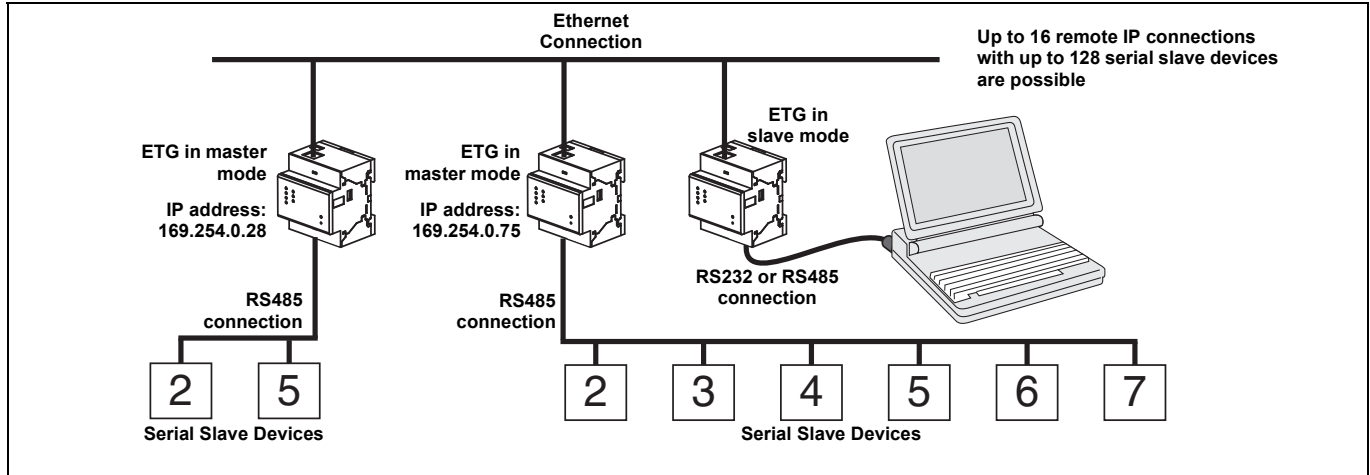 Ethernet
Connection
Up to 16 remote IP connections
with up to 128 serial slave devices
are possible
ETG in master
mode
IP address:
169.254.0.28
ETG in
master mode
IP address:
169.254.0.75
ETG in
slave mode
RS232 or RS485
connection
RS485
connection
RS485
connection
2 5
Serial Slave Devices
2 3 4 5 6 7
Serial Slave Devices